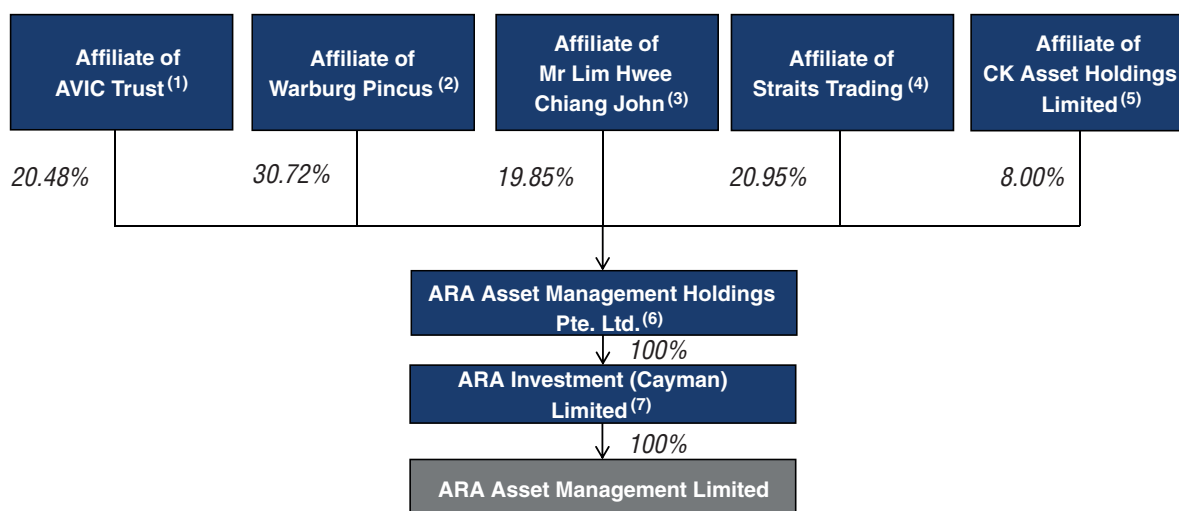 Affiliate of
AVIC Trust (1)
Affiliate of
Warburg Pincus (2)
Affiliate of
Mr Lim Hwee
Chiang John (3)
Affiliate of
Straits Trading (4)
Affiliate of
CK Asset Holdings
Limited (5)
20.48%
30.72%
19.85%
20.95%
8.00%
ARA Asset Management Holdings
Pte. Ltd. (6)
100%
ARA Investment (Cayman)
Limited (7)
100%
ARA Asset Management Limited